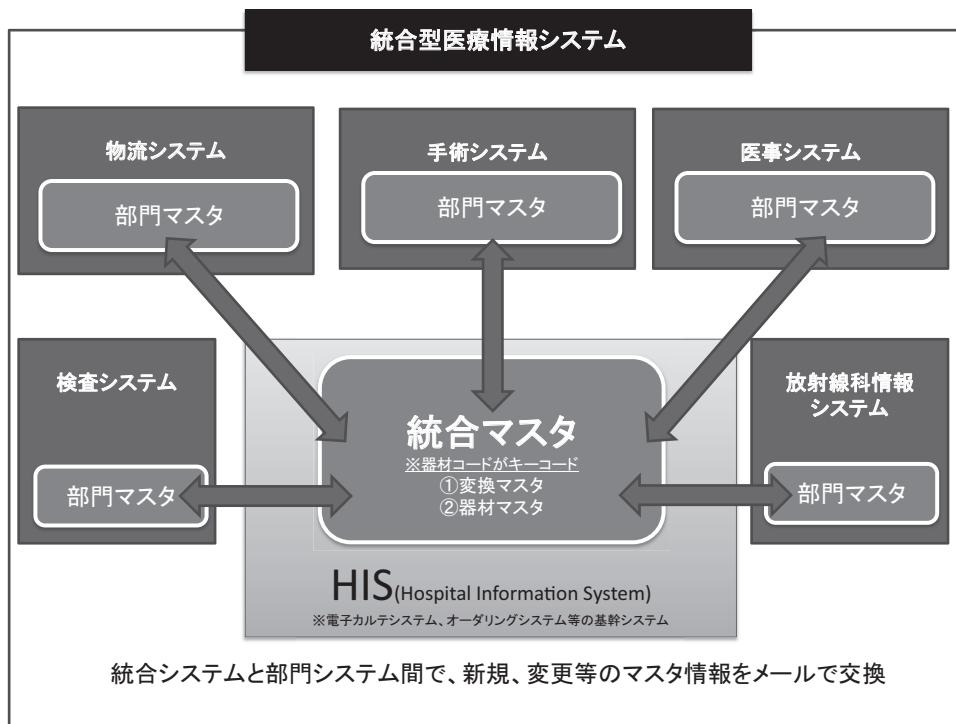 統合型医療情報システム
物流システム
部門マスタ
手術システム
部門マスタ
医事システム
部門マスタ
検査システム
部門マスタ
統合マスタ
※器材コードがキーコード
①変換マスタ
②器材マスタ
放射線科情報
システム
部門マスタ
HIS(Hospital Information System)
※電子カルテシステム、オーダリングシステム等の基幹システム
統合システムと部門システム間で、新規、変更等のマスタ情報をメールで交換